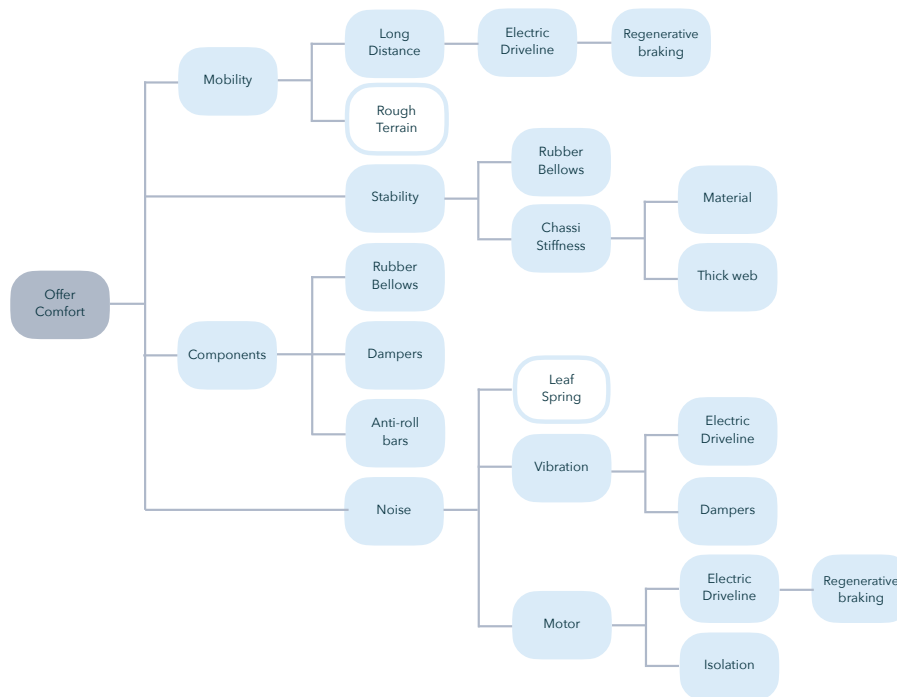 Long
Distance
Electric
Driveline
Regenerative
braking
Mobility
Rough
Terrain
Rubber
Bellows
Stability
Material
Chassi
Stiffness
Thick web
Rubber
Bellows
Offer
Comfort
Components
Dampers
Leaf
Spring
Anti-roll
bars
Electric
Driveline
Vibration
Noise
Dampers
Electric
Driveline
Regenerative
braking
Motor
Isolation